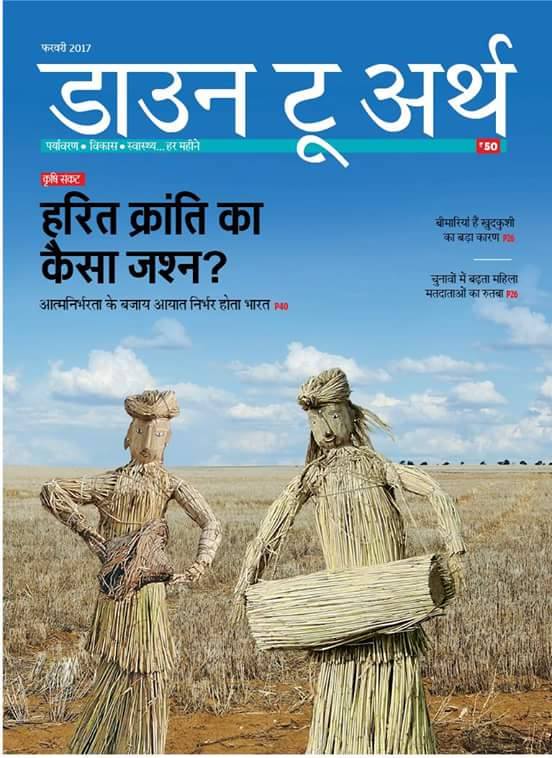 फरवरी 2017
डाउन टू अर्थ
पर्यावरण • विकास • स्वास्थ्य... हर महीने
₹50
कृषि संकट
हरित क्रांति का
कैसा जश्न?
आत्मनिर्भरता के बजाय आयात निर्भर होता भारत P40
बीमारियां हैं खुदकुशी
का बड़ा कारण P26
चुनावों में बढ़ता महिला
मतदाताओं का रुतबा P26